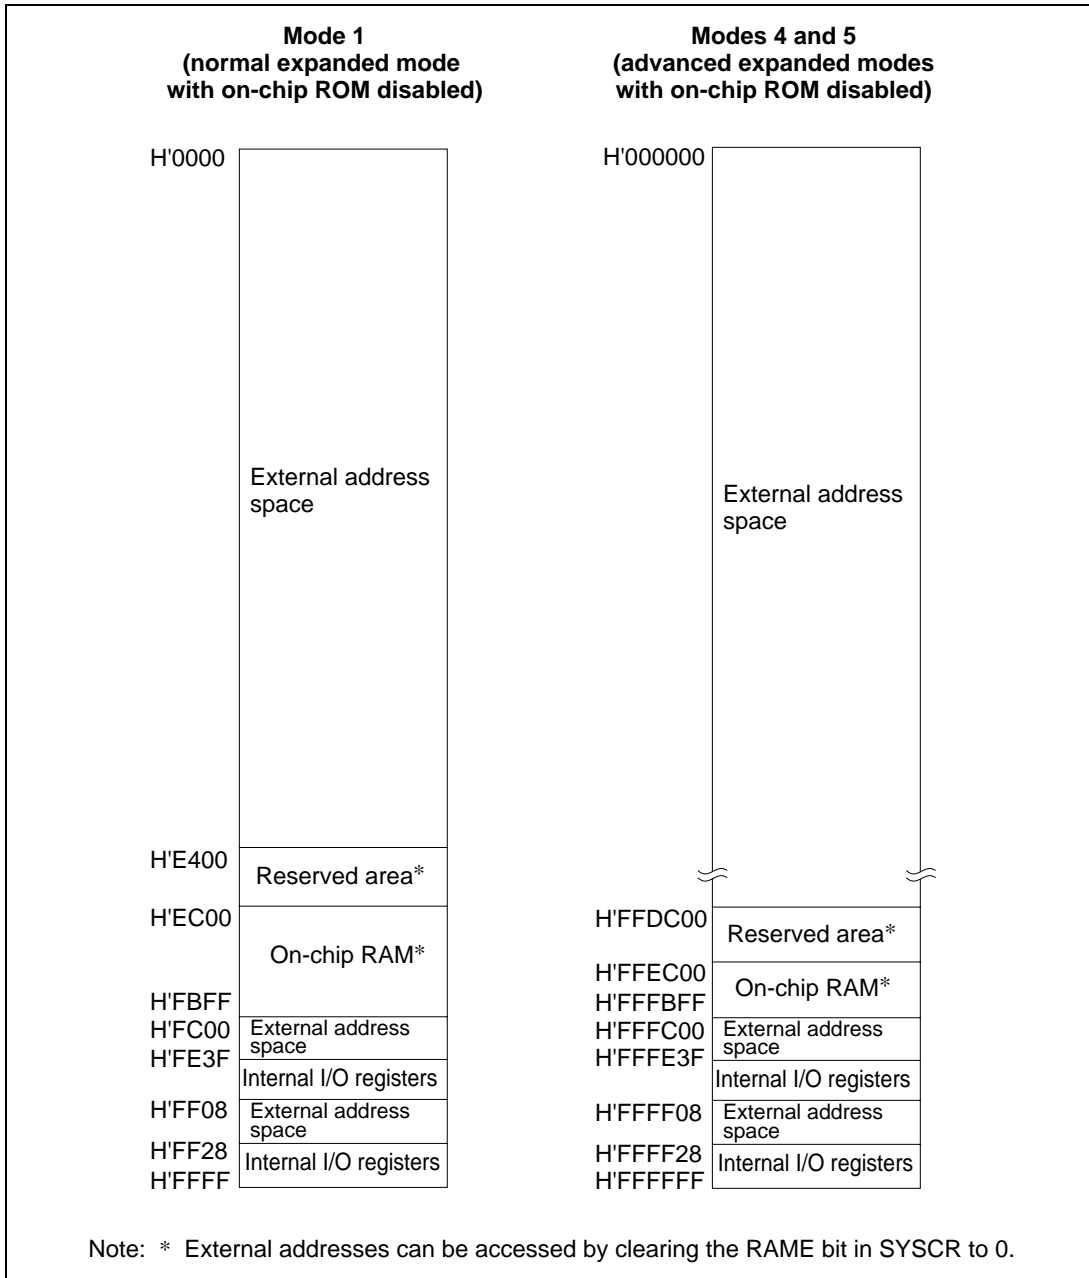 Mode 1
(normal expanded mode
with on-chip ROM disabled)
H'0000
External address
space
H'E400
Reserved area*
H'EC00
On-chip RAM*
H'FBFF
H'FC00
External address
space
H'FE3F
Internal I/O registers
H'FF08
External address
space
H'FF28
Internal I/O registers
H'FFFF
Modes 4 and 5
(advanced expanded modes
with on-chip ROM disabled)
H'000000
External address
space
H'FFDC00
Reserved area*
H'FFEC00
On-chip RAM*
H'FFFBFF
H'FFFC00
External address
space
H'FFFE3F
Internal I/O registers
H'FFFF08
External address
space
H'FFFF28
Internal I/O registers
H'FFFFFF
Note: * External addresses can be accessed by clearing the RAME bit in SYSCR to 0.